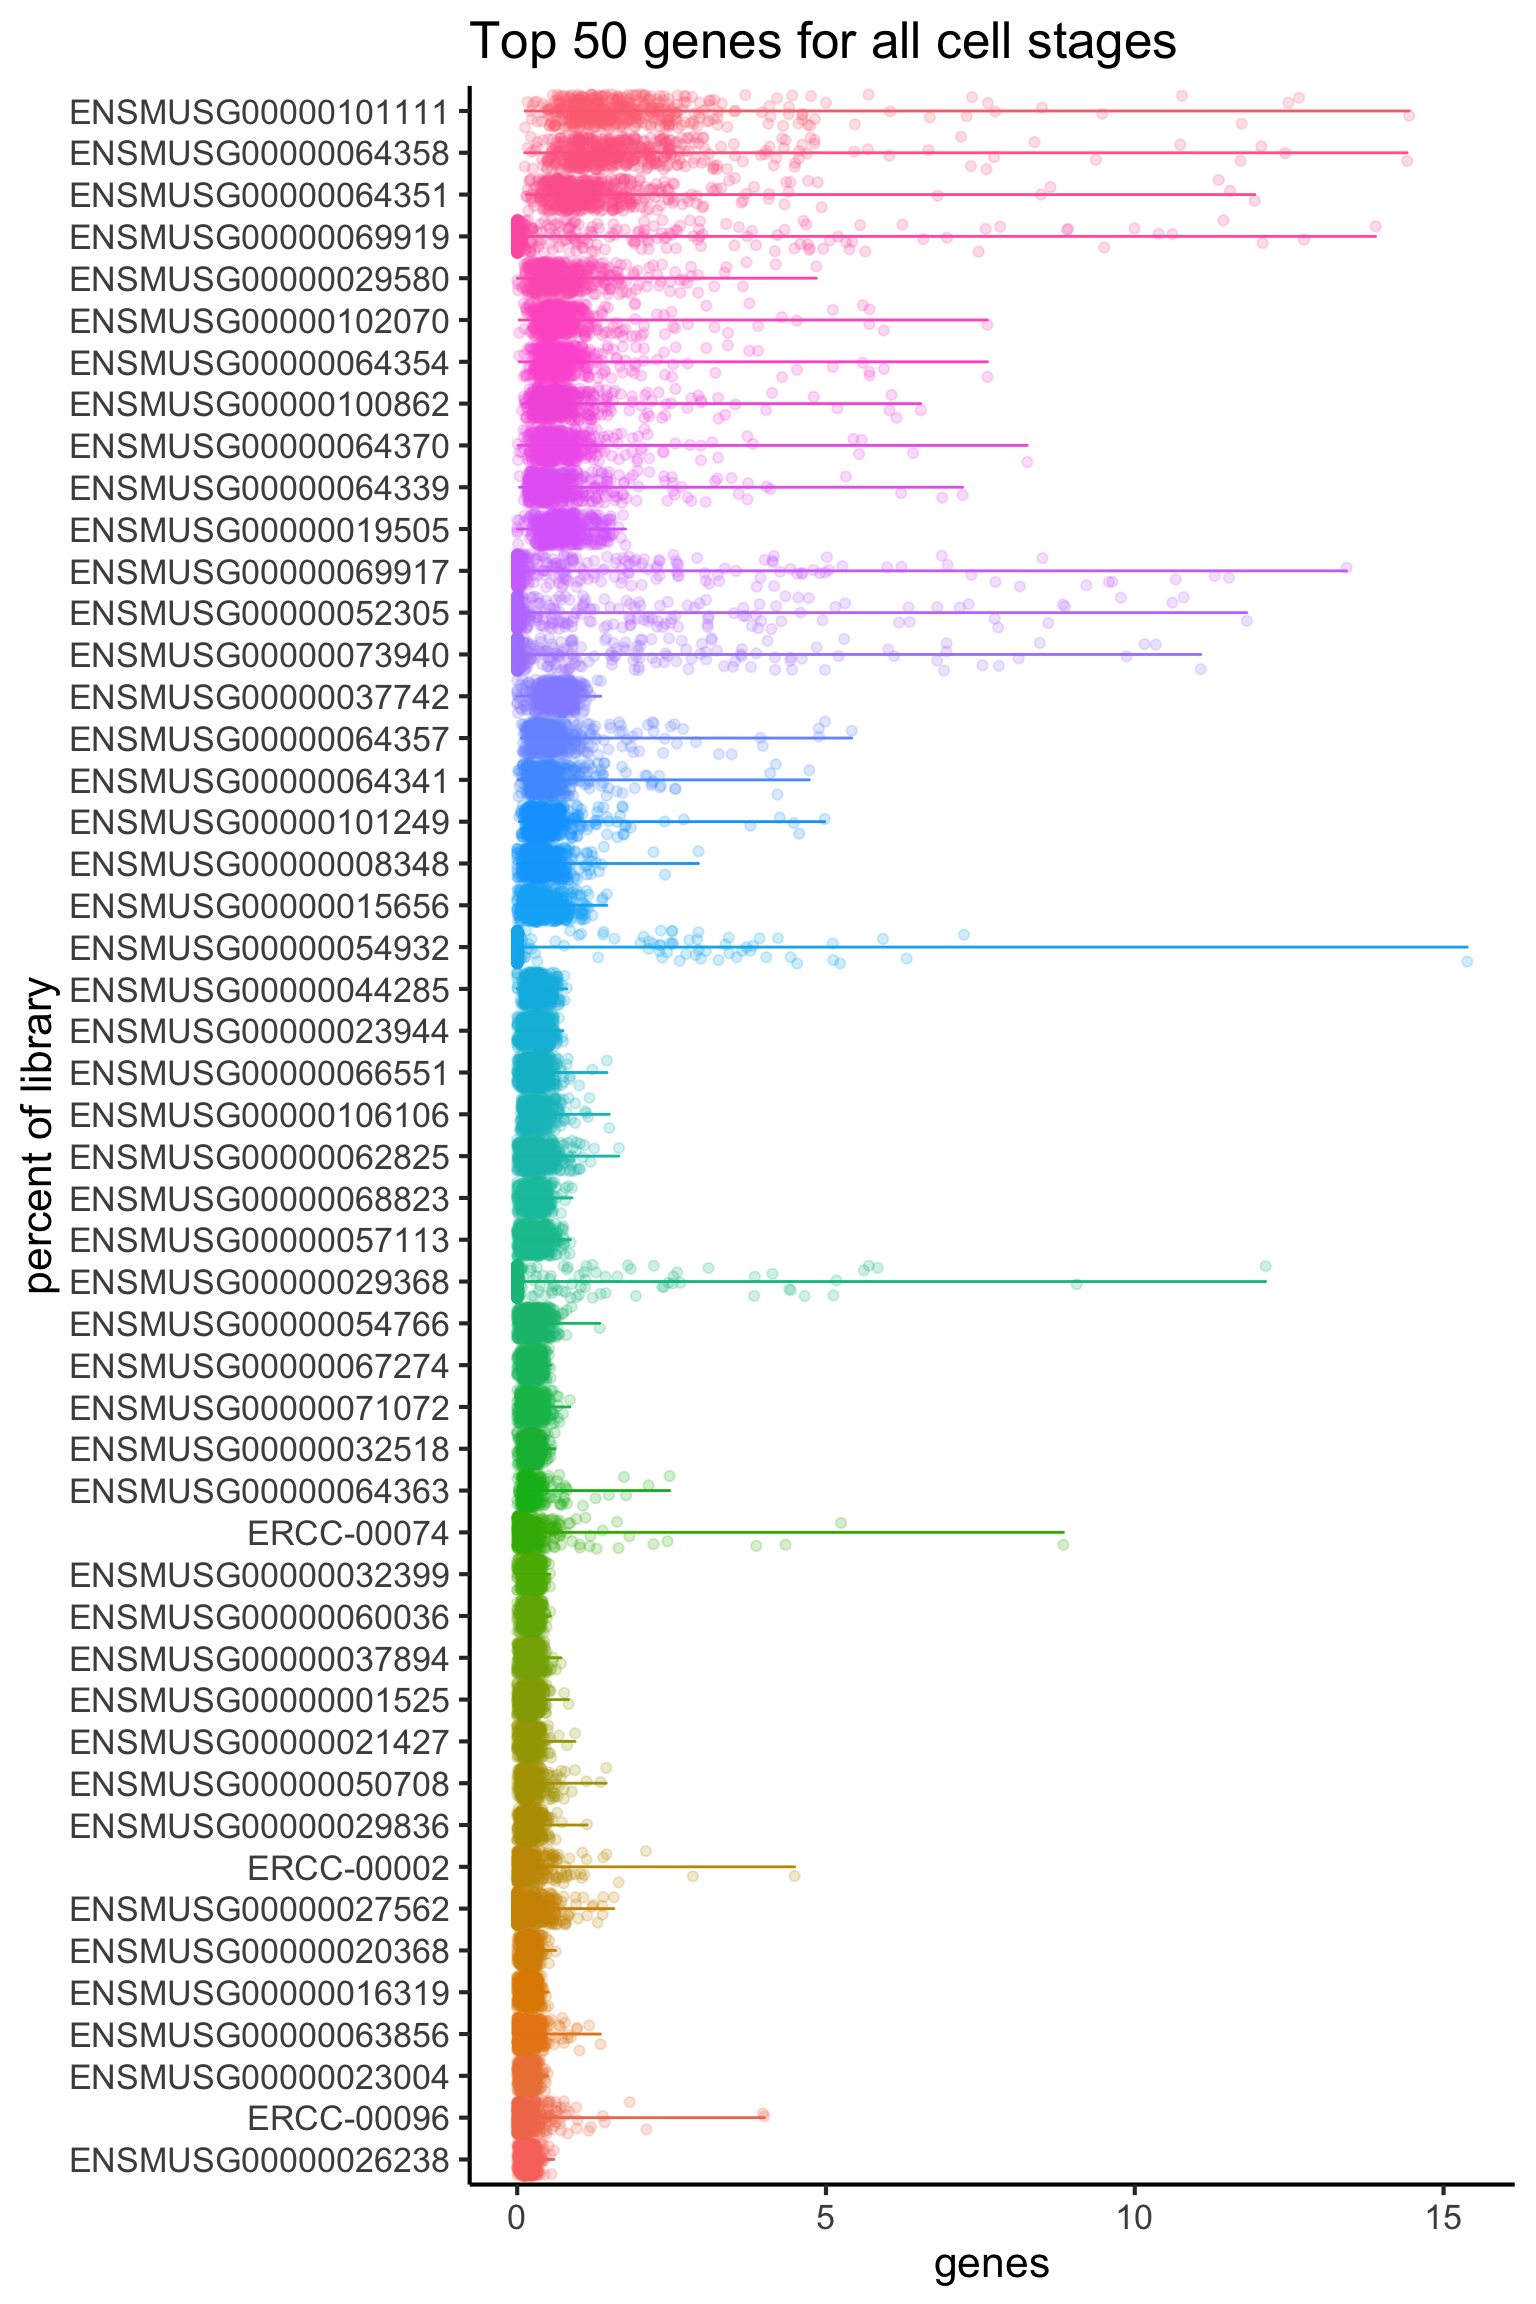 Top 50 genes for all cell stages
ENSMUSG00000101111
ENSMUSG00000064358
ENSMUSG00000064351
ENSMUSG00000069919
ENSMUSG00000029580
ENSMUSG00000102070
ENSMUSG00000064354
ENSMUSG00000100862
ENSMUSG00000064370
ENSMUSG00000064339
ENSMUSG00000019505
ENSMUSG00000069917
ENSMUSG00000052305
ENSMUSG00000073940
ENSMUSG00000037742
ENSMUSG00000064357
ENSMUSG00000064341
ENSMUSG00000101249
ENSMUSG00000008348
ENSMUSG00000015656
ENSMUSG00000054932
ENSMUSG00000044285
ENSMUSG00000023944
ENSMUSG00000066551
ENSMUSG00000106106
ENSMUSG00000062825
ENSMUSG00000068823
ENSMUSG00000057113
ENSMUSG00000029368
ENSMUSG00000054766
ENSMUSG00000067274
ENSMUSG00000071072
ENSMUSG00000032518
ENSMUSG00000064363
ERCC-00074
ENSMUSG00000032399
ENSMUSG00000060036
ENSMUSG00000037894
ENSMUSG00000001525
ENSMUSG00000021427
ENSMUSG00000050708
ENSMUSG00000029836
ERCC-00002
ENSMUSG00000027562
ENSMUSG00000020368
ENSMUSG00000016319
ENSMUSG00000063856
ENSMUSG00000023004
ERCC-00096
ENSMUSG00000026238
percent of library
0 5 10 15
genes